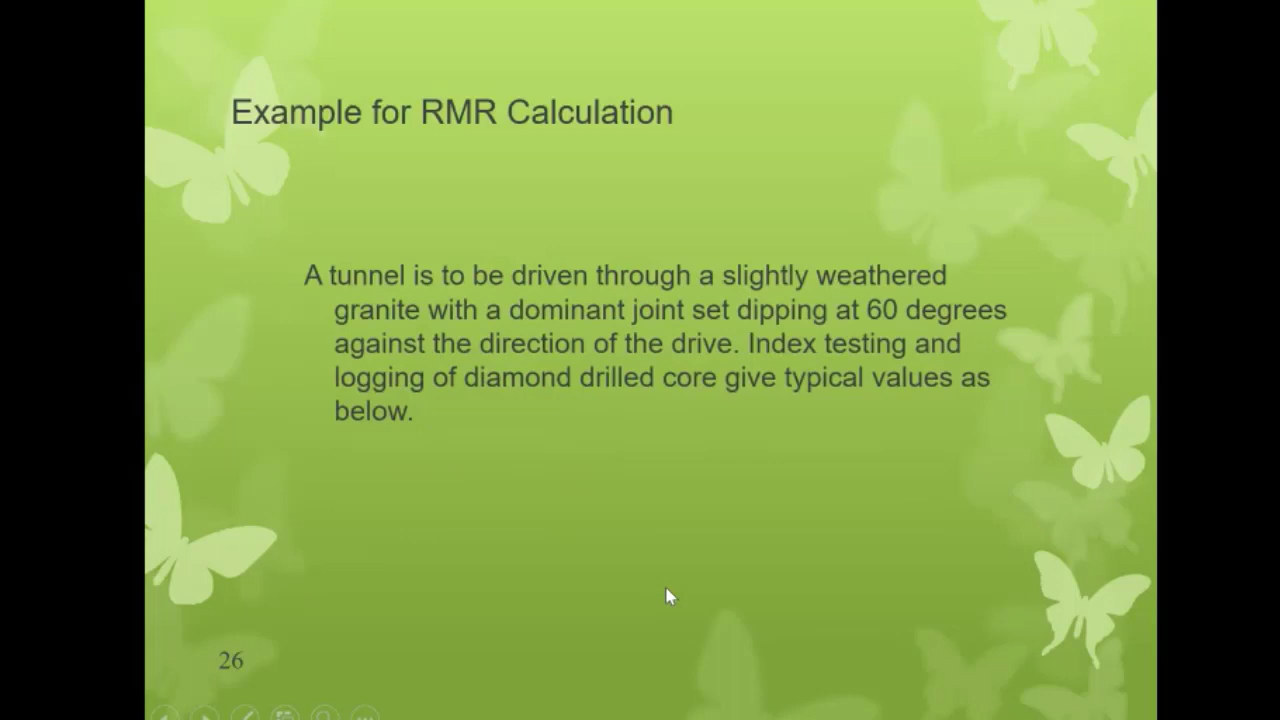 Example for RMR Calculation
A tunnel is to be driven through a slightly weathered
granite with a dominant joint set dipping at 60 degrees
against the direction of the drive. Index testing and
logging of diamond drilled core give typical values as
below.
26